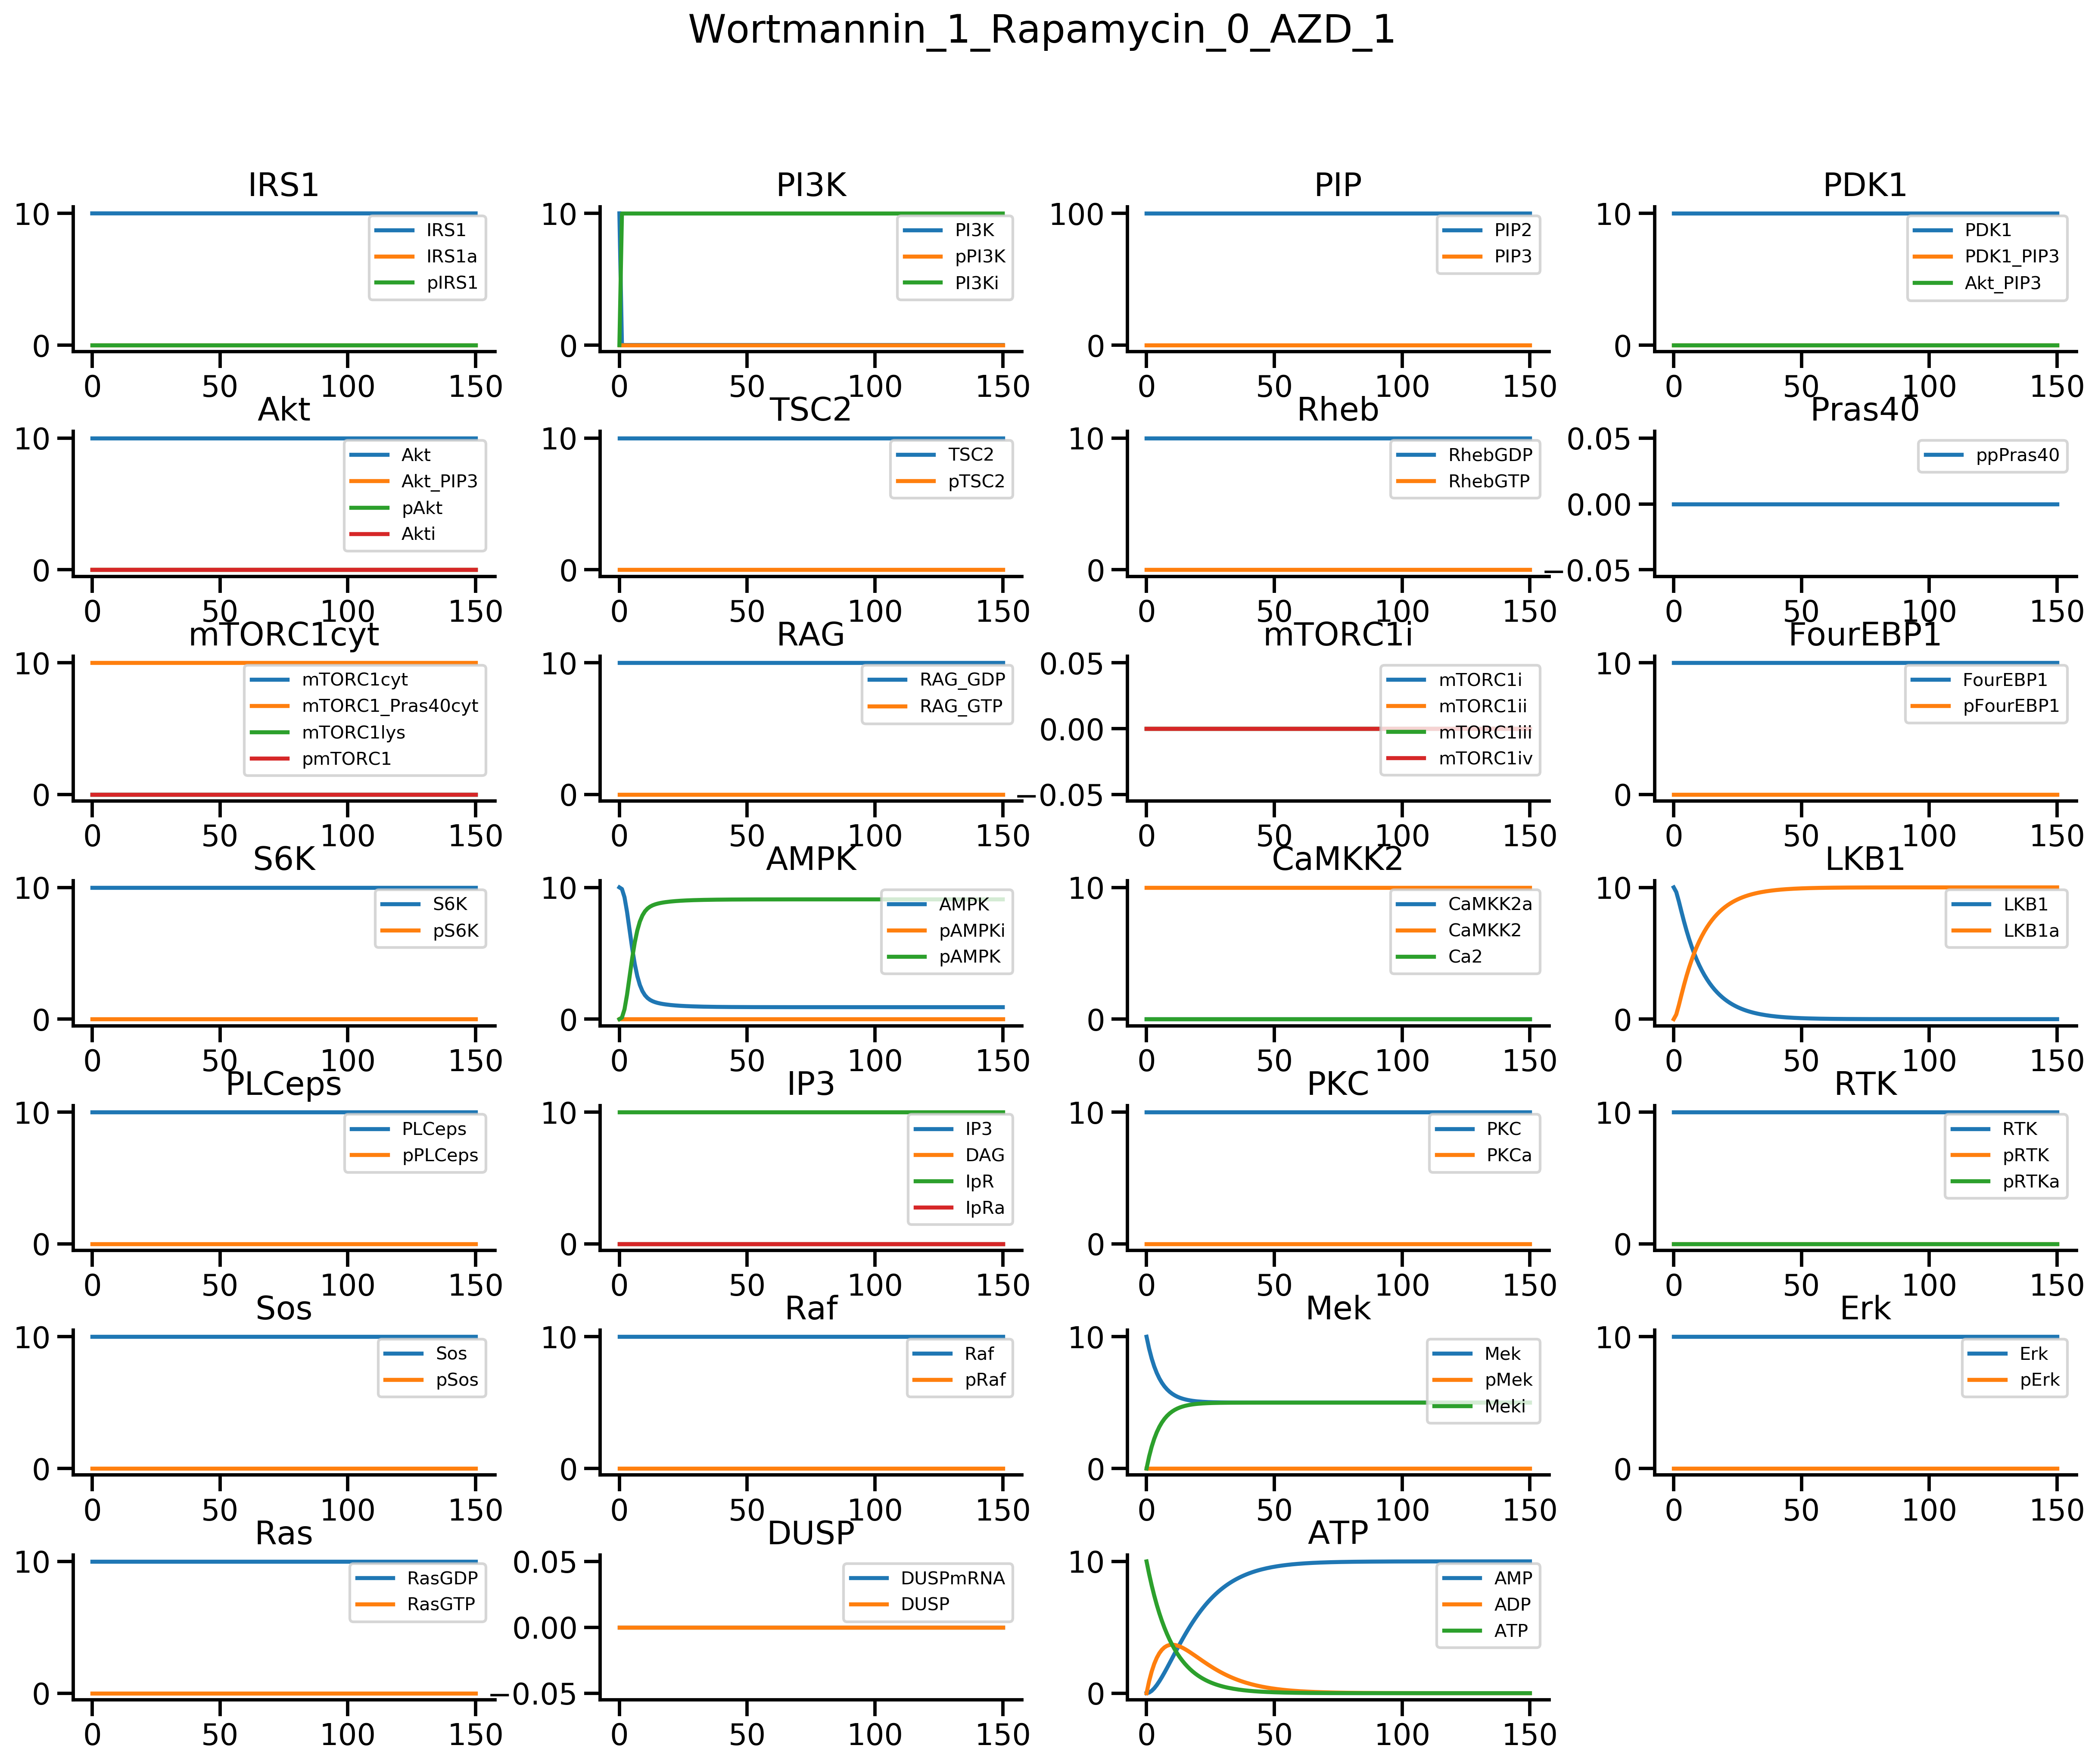 Wortmannin_1_Rapamycin_0_AZD_1
IRS1
10
0
0 50 100 150
IRS1
IRS1a
pIRS1
PI3K
10
0
0 50 100 150
PI3K
pPI3K
PI3Ki
PIP
100
0
0 50 100 150
PIP2
PIP3
PDK1
10
0
0 50 100 150
PDK1
PDK1_PIP3
Akt_PIP3
Akt
10
0
0 50 100 150
Akt
Akt_PIP3
pAkt
Akti
TSC2
10
0
0 50 100 150
TSC2
pTSC2
Rheb
10
0
0 50 100 150
RhebGDP
RhebGTP
Pras40
0.05
0.00
−0.05
0 50 100 150
ppPras40
mTORC1cyt
10
0
0 50 100 150
mTORC1cyt
mTORC1_Pras40cyt
mTORC1lys
pmTORC1
RAG
10
0
0 50 100 150
RAG_GDP
RAG_GTP
mTORC1i
0.05
0.00
−0.05
0 50 100 150
mTORC1i
mTORC1ii
mTORC1iii
mTORC1iv
FourEBP1
10
0
0 50 100 150
FourEBP1
pFourEBP1
S6K
10
0
0 50 100 150
S6K
pS6K
AMPK
10
0
0 50 100 150
AMPK
pAMPKi
pAMPK
CaMKK2
10
0
0 50 100 150
CaMKK2a
CaMKK2
Ca2
LKB1
10
0
0 50 100 150
LKB1
LKB1a
PLCeps
10
0
0 50 100 150
PLCeps
pPLCeps
IP3
10
0
0 50 100 150
IP3
DAG
IpR
IpRa
PKC
10
0
0 50 100 150
PKC
PKCa
RTK
10
0
0 50 100 150
RTK
pRTK
pRTKa
Sos
10
0
0 50 100 150
Sos
pSos
Raf
10
0
0 50 100 150
Raf
pRaf
Mek
10
0
0 50 100 150
Mek
pMek
Meki
Erk
10
0
0 50 100 150
Erk
pErk
Ras
10
0
0 50 100 150
RasGDP
RasGTP
DUSP
0.05
0.00
−0.05
0 50 100 150
DUSPmRNA
DUSP
ATP
10
0
0 50 100 150
AMP
ADP
ATP